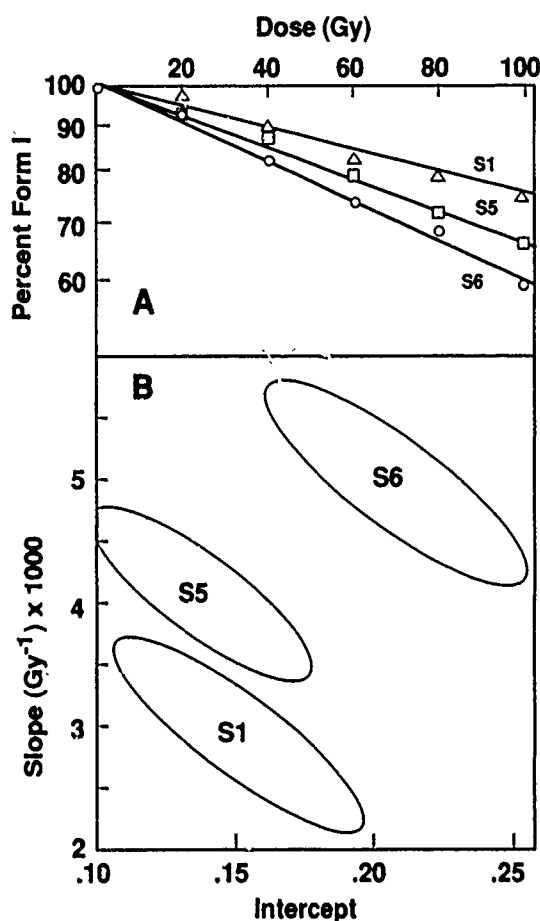 Dose (Gy)
20 40 60 80 100
100
90
80
70
60
Percent Form I
S1
S5
S6
A
B
5
4
3
2
Slope (Gy-1) x 1000
S6
S5
S1
.10 .15 .20 .25
Intercept